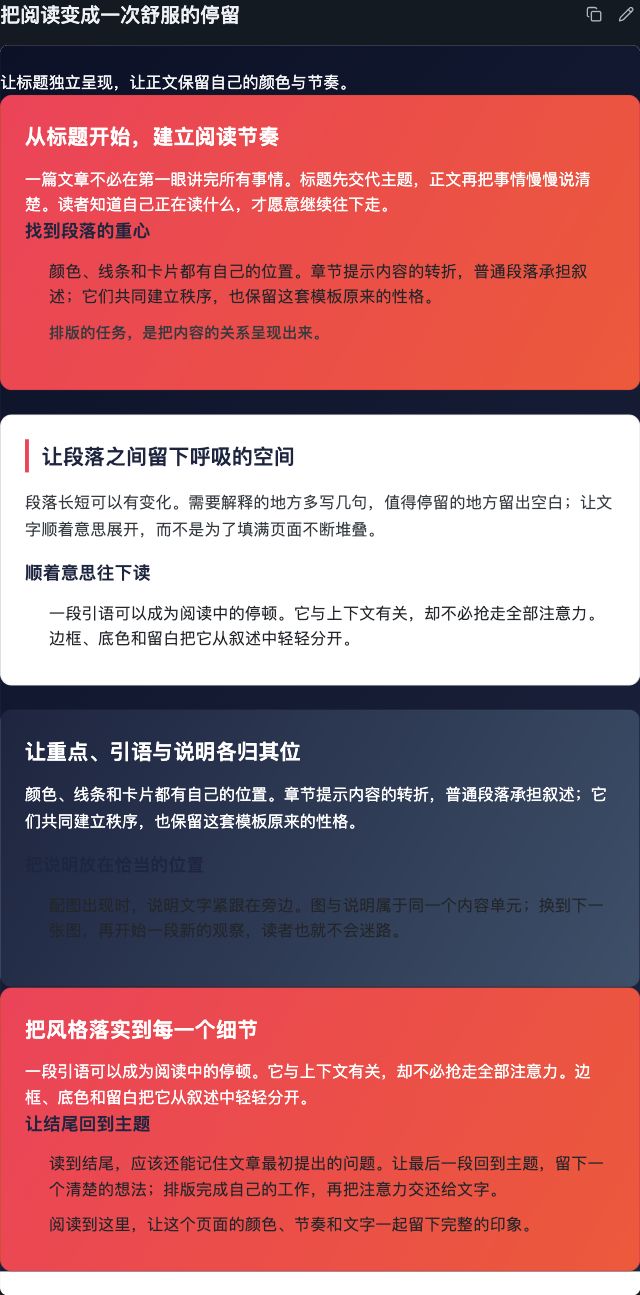 把阅读变成一次舒服的停留
让标题独立呈现，让正文保留自己的颜色与节奏。
从标题开始，建立阅读节奏
一篇文章不必在第一眼讲完所有事情。标题先交代主题，正文再把事情慢慢说清
楚。读者知道自己正在读什么，才愿意继续往下走。
找到段落的重心
颜色、线条和卡片都有自己的位置。章节提示内容的转折，普通段落承担叙
述；它们共同建立秩序，也保留这套模板原来的性格。
排版的任务，是把内容的关系呈现出来。
让段落之间留下呼吸的空间
段落长短可以有变化。需要解释的地方多写几句，值得停留的地方留出空白；让文
字顺着意思展开，而不是为了填满页面不断堆叠。
顺着意思往下读
一段引语可以成为阅读中的停顿。它与上下文有关，却不必抢走全部注意力。
边框、底色和留白把它从叙述中轻轻分开。
让重点、引语与说明各归其位
颜色、线条和卡片都有自己的位置。章节提示内容的转折，普通段落承担叙述；它
们共同建立秩序，也保留这套模板原来的性格。
把说明放在恰当的位置
配图出现时，说明文字紧跟在旁边。图与说明属于同一个内容单元；换到下一
张图，再开始一段新的观察，读者也就不会迷路。
把风格落实到每一个细节
一段引语可以成为阅读中的停顿。它与上下文有关，却不必抢走全部注意力。边
框、底色和留白把它从叙述中轻轻分开。
让结尾回到主题
读到结尾，应该还能记住文章最初提出的问题。让最后一段回到主题，留下一
个清楚的想法；排版完成自己的工作，再把注意力交还给文字。
阅读到这里，让这个页面的颜色、节奏和文字一起留下完整的印象。